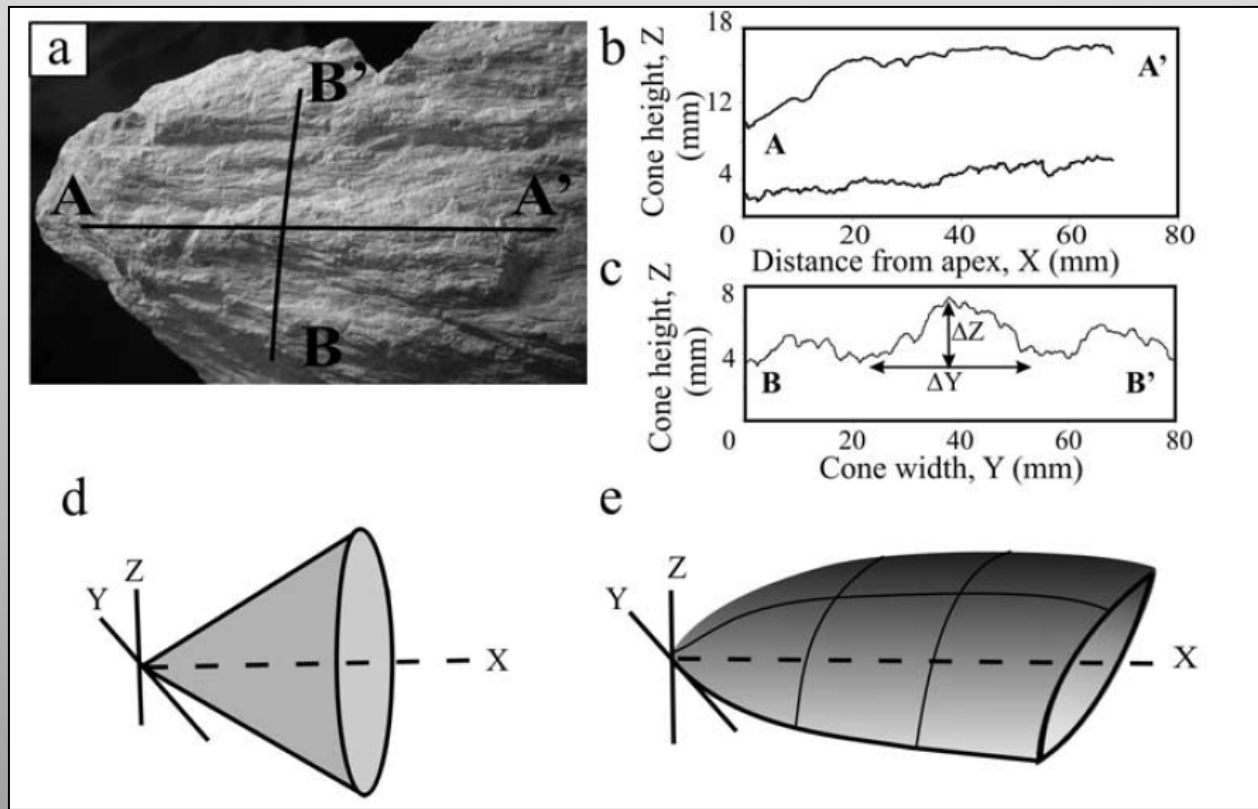 a
A
A’
B’
B
b
Cone height, Z
(mm)
18
12
4
A
A’
0
20
40
60
80
Distance from apex, X (mm)
c
Cone height, Z
(mm)
8
4
B
ΔZ
ΔY
B’
0
20
40
60
80
Cone width, Y (mm)
d
Y
Z
X
e
Y
Z
X